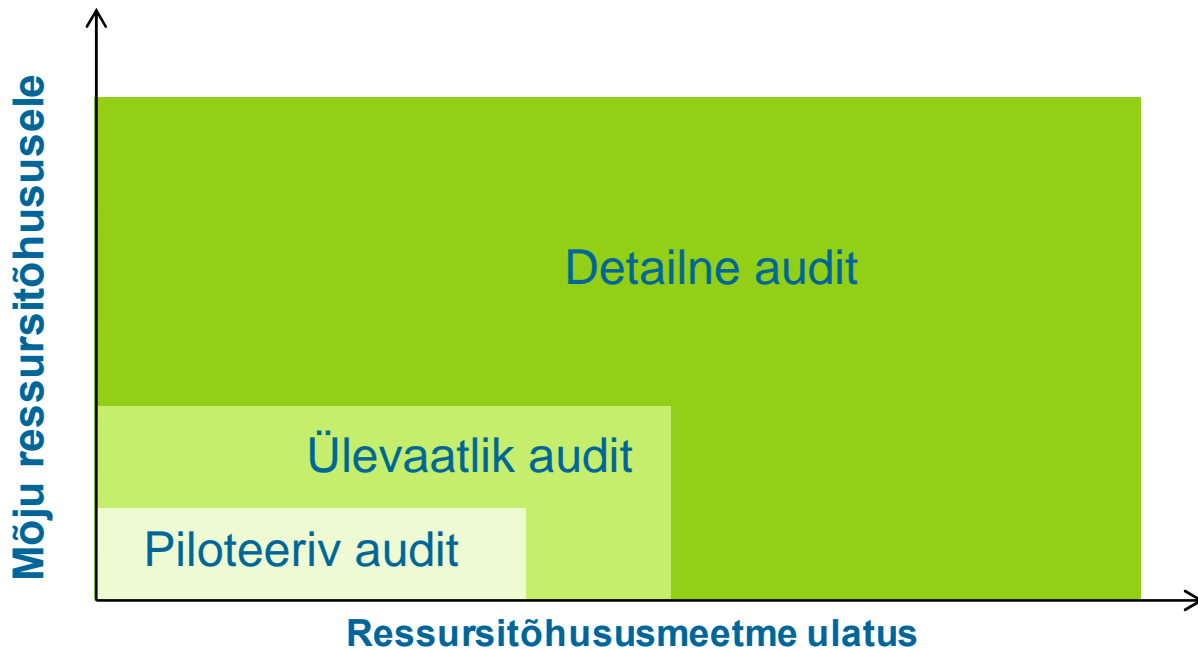 Mõju ressursitõhususele
Detailne audit
Ülevaatlik audit
Piloteeriv audit
Ressursitõhususmeetme ulatus